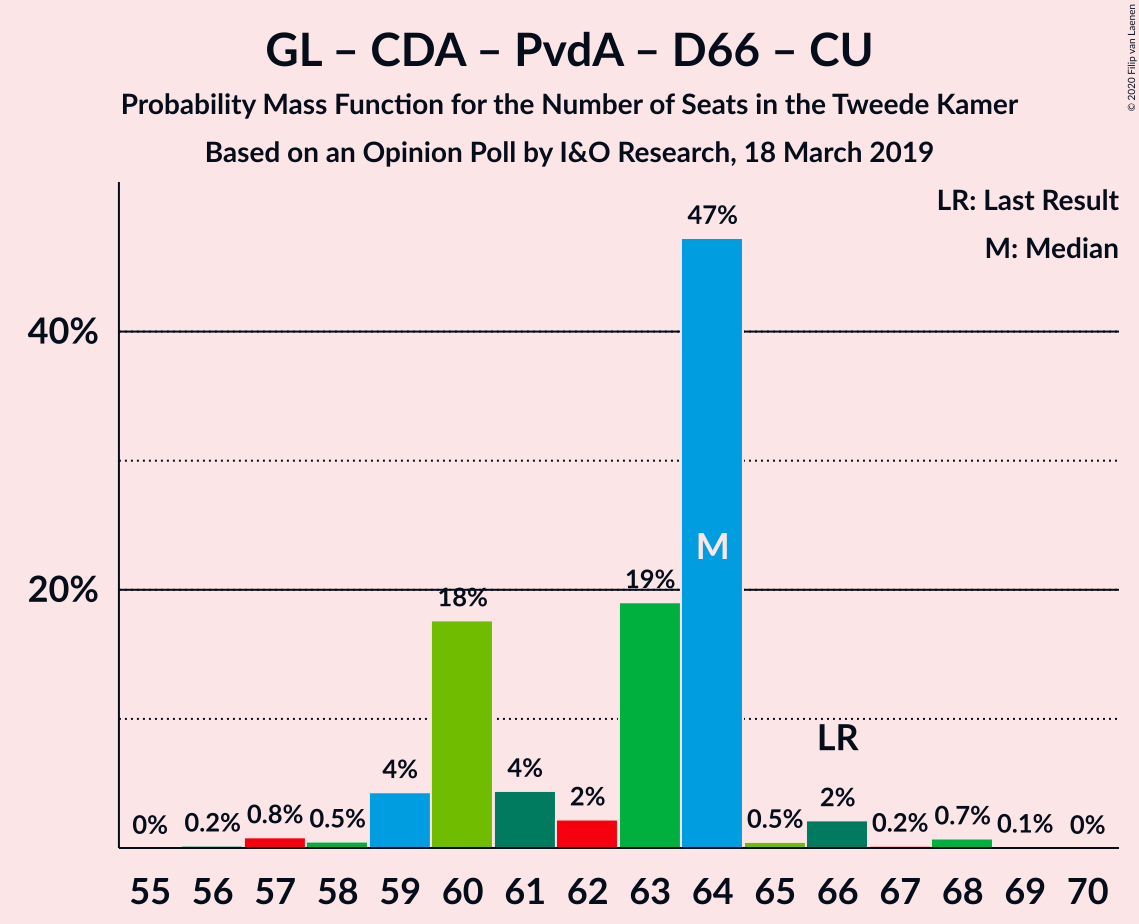 GL – CDA – PvdA – D66 – CU
Probability Mass Function for the Number of Seats in the Tweede Kamer
Based on an Opinion Poll by I&O Research, 18 March 2019
© 2020 Filip van Laenen
LR: Last Result
M: Median
40%
20%
0%
0.2%
0.8%
0.5%
4%
18%
4%
2%
19%
47%
M
0.5%
LR
2%
0.2%
0.7%
0.1%
0%
55 56 57 58 59 60 61 62 63 64 65 66 67 68 69 70